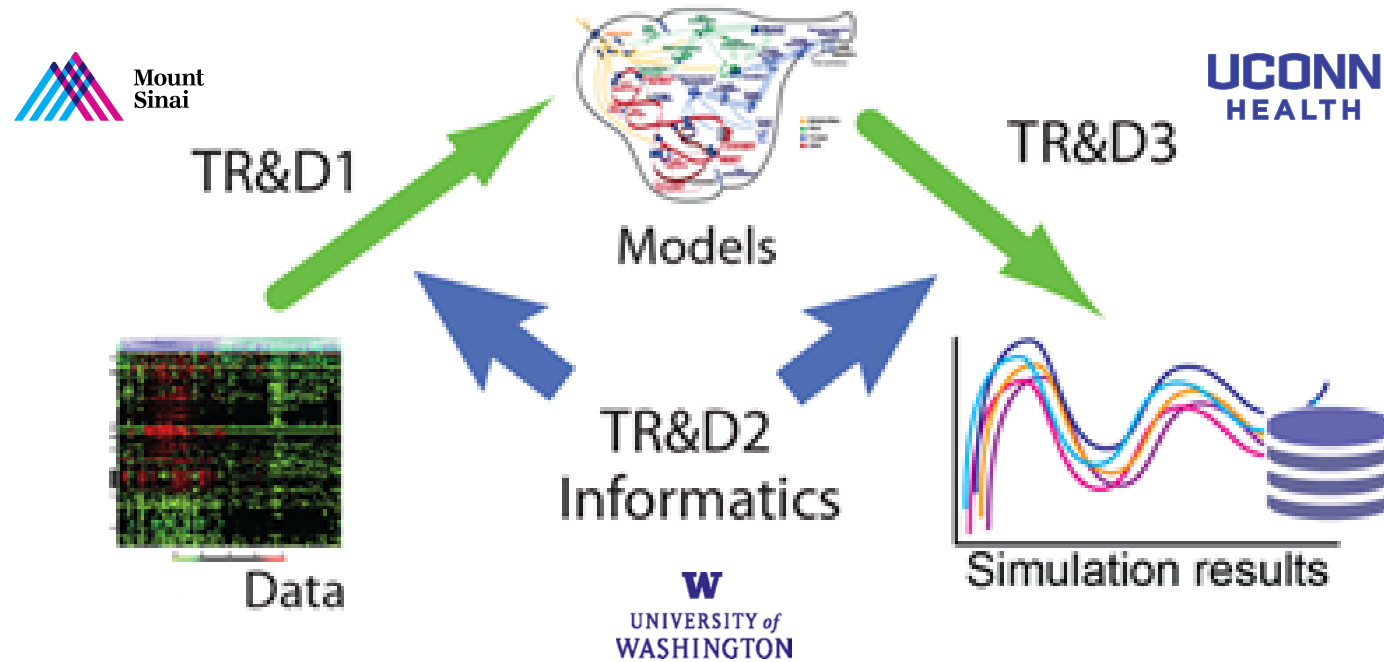 Mount
Sinai
UCONN
HEALTH
TR&D1
TR&D3
Models
TR&D2
Informatics
Data
Simulation results
W
UNIVERSITY of
WASHINGTON